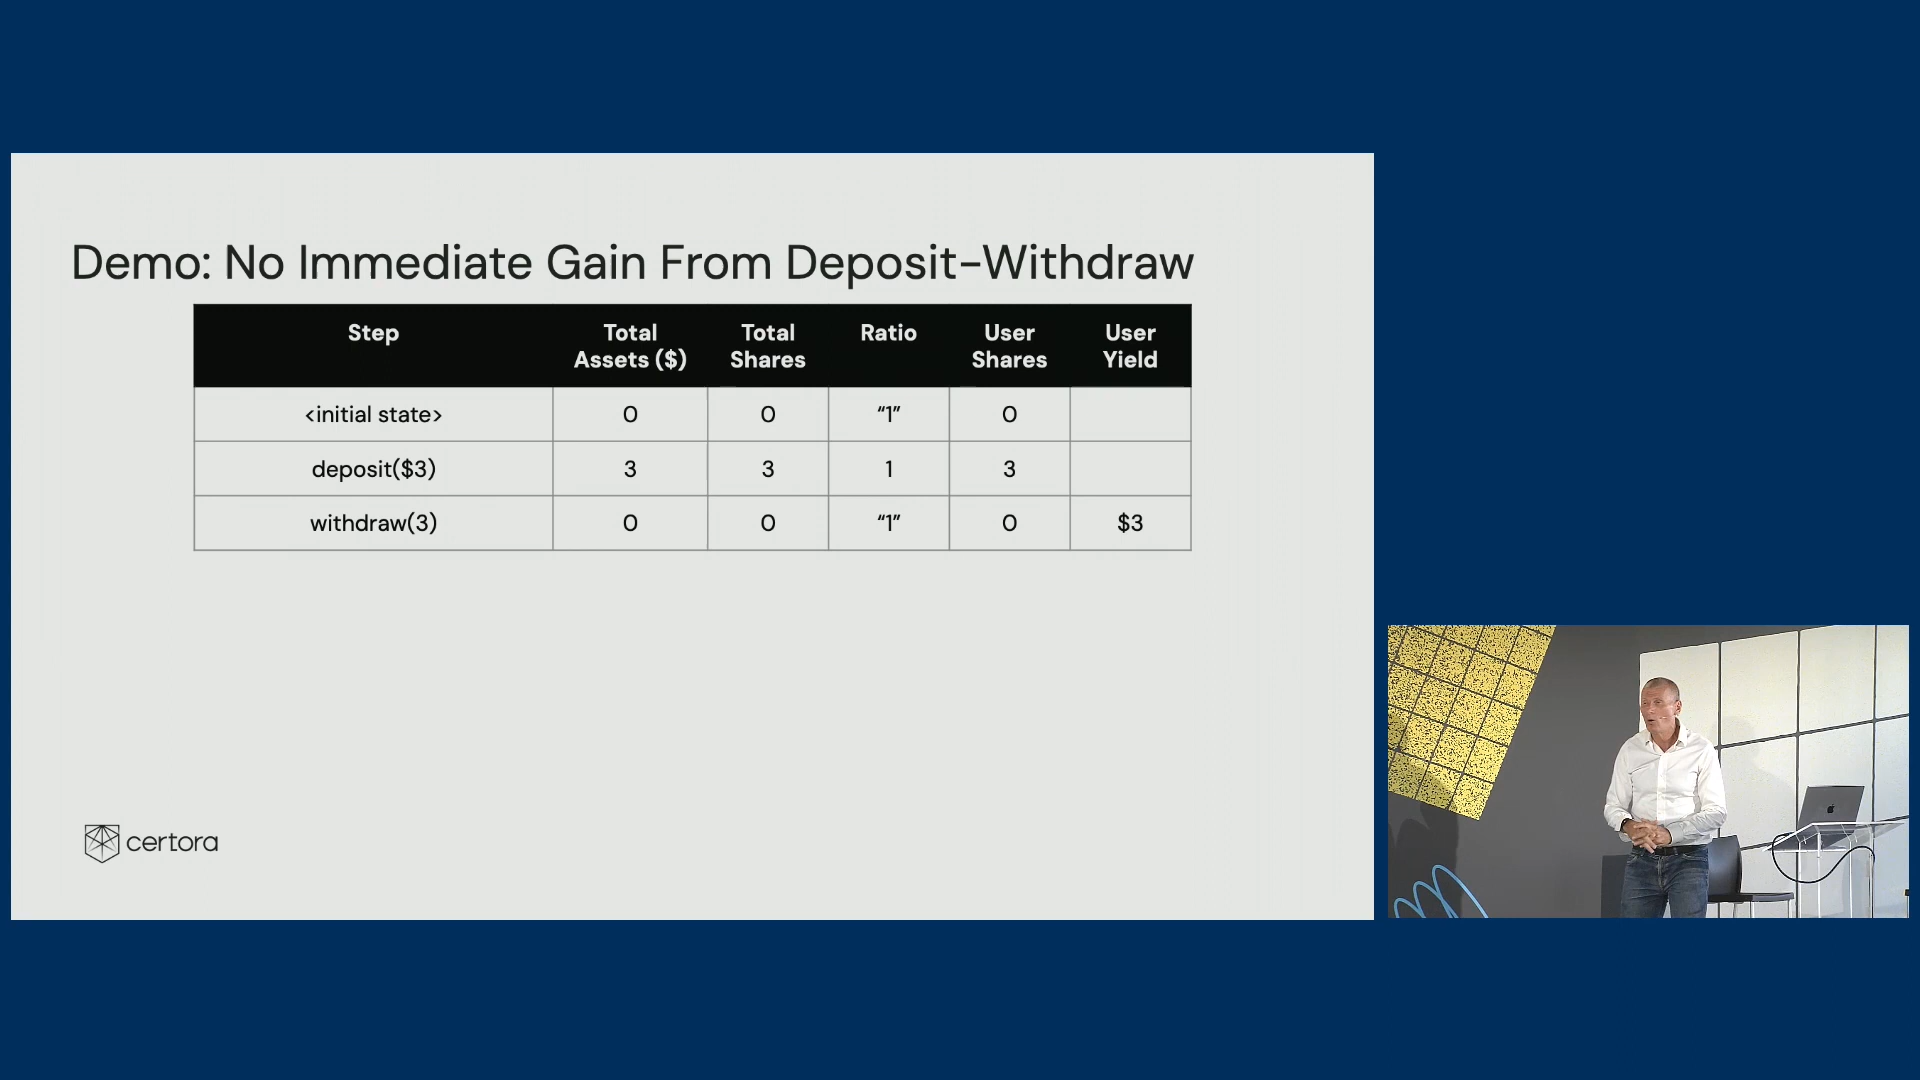 Demo: No Immediate Gain From Deposit-Withdraw
Step Total Assets ($) Total Shares Ratio User Shares User Yield
<initial state> 0 0 “1” 0
deposit($3) 3 3 1 3
withdraw(3) 0 0 “1” 0 $3
certora